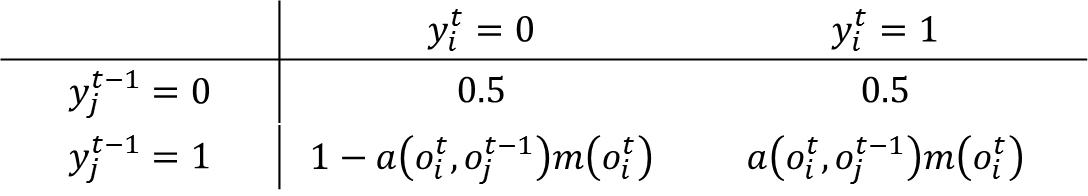 y_i^t = 0 y_i^t = 1
y_j^{t−1} = 0 0.5 0.5
y_j^{t−1} = 1 1 − a(o_i^t, o_j^{t−1})m(o_i^t) a(o_i^t, o_j^{t−1})m(o_i^t)